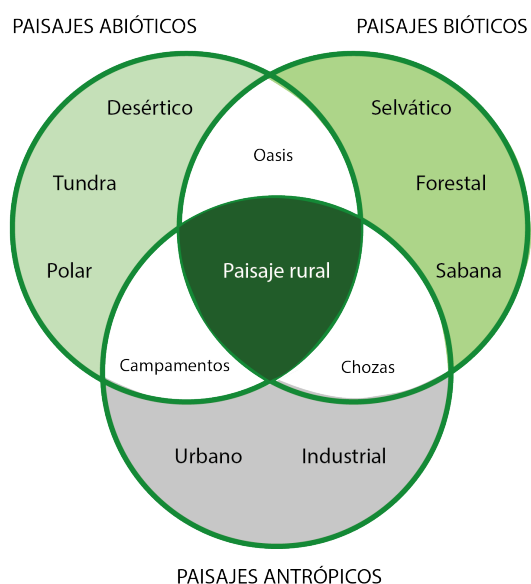 PAISAJES ABIÓTICOS
PAISAJES BIÓTICOS
Desértico
Selvático
Oasis
Tundra
Forestal
Polar
Paisaje rural
Sabana
Campamentos
Chozas
Urbano
Industrial
PAISAJES ANTRÓPICOS